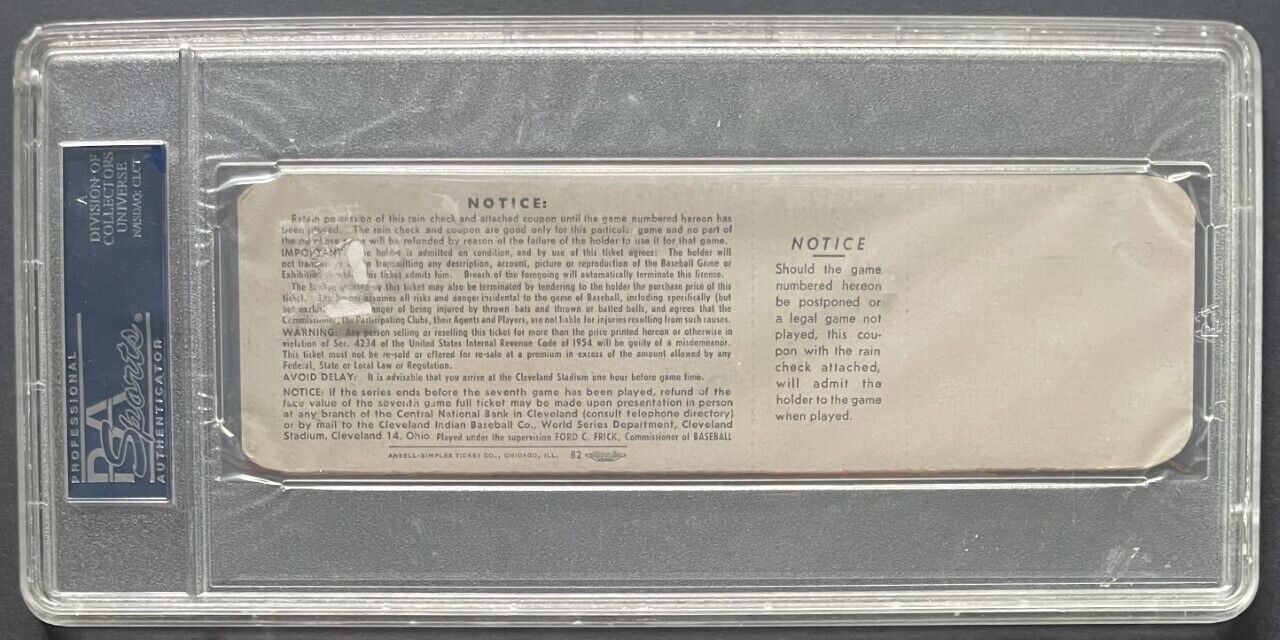 A
DIVISION OF
COLLECTORS
UNIVERSE
NASDAQ: CLCT
PSA
Sports®
PROFESSIONAL
AUTHENTICATOR
NOTICE:
Retain possession of this rain check and attached coupon until the game numbered hereon has
been played. The rain check and coupon are good only for this particular game and no part of
the will be refunded by reason of the failure of the holder to use it for that game.
IMPORTANT: The holder is admitted on condition, and by use of this ticket agrees: The holder will
not transmitting any description, account, picture or reproduction of the Baseball Game or
Exhibition to which this ticket admits him. Breach of the foregoing will automatically terminate this license.
The license granted by this ticket may also be terminated by tendering to the holder the purchase price of this
ticket. assumes all risks and danger incidental to the game of Baseball, including specifically (but
not danger of being injured by thrown bats and thrown or batted balls, and agrees that the
Commissioner, the Participating Clubs, their Agents and Players, are not liable for injuries resulting from such causes.
WARNING: Any person selling or reselling this ticket for more than the price printed hereon or otherwise in
violation of Ser. 4234 of the United States Internal Revenue Code of 1954 will be guilty of a misdemeanor.
This ticket must not be re-sold or offered for re-sale at a premium in excess of the amount allowed by any
Federal, State or Local Law or Regulation.
AVOID DELAY: It is advisable that you arrive at the Cleveland Stadium one hour before game time.
NOTICE: If the series ends before the seventh game has been played, refund of the
face value of the seventh game full ticket may be made upon presentation in person
at any branch of the Central National Bank in Cleveland (consult telephone directory)
or by mail to the Cleveland Indian Baseball Co., World Series Department, Cleveland
Stadium, Cleveland 14, Ohio Played under the supervision FORD C. FRICK, Commissioner of BASEBALL
ANSELL-SIMPLEX TICKET CO., CHICAGO, ILL. 82
NOTICE
Should the game
numbered hereon
be postponed or
a legal game not
played, this cou-
pon with the rain
check attached,
will admit the
holder to the game
when played.